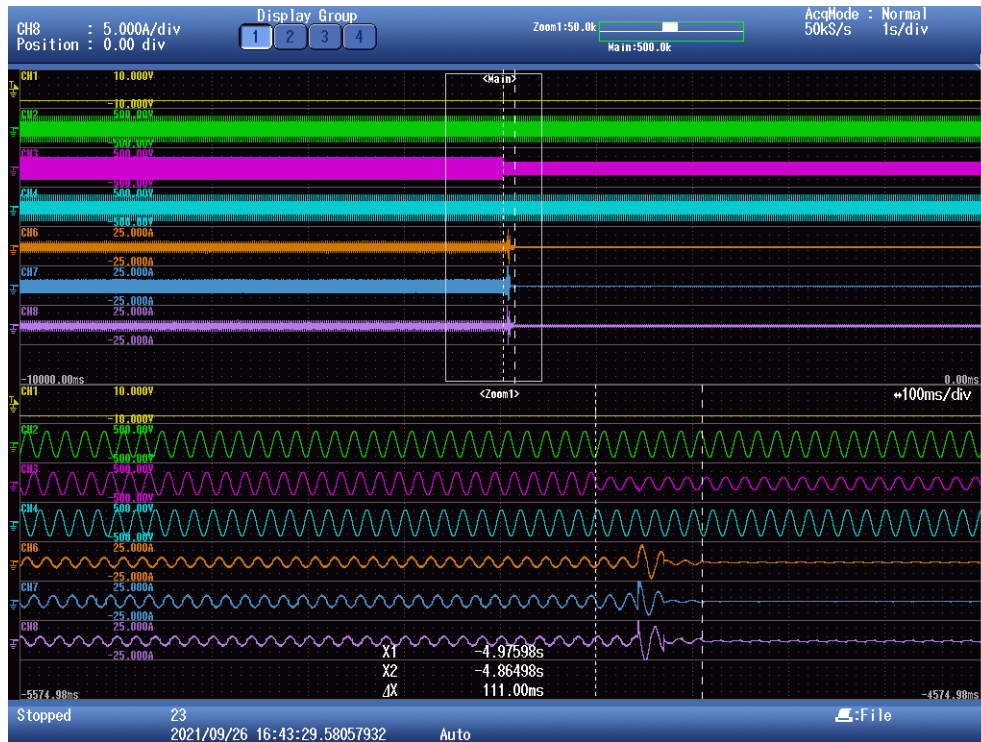 CH8 : 5.000A/div
Position : 0.00 div
Display Group
1 2 3 4
Zoom1:50.0k
Main:500.0k
AcqMode : Normal
50kS/s 1s/div
<Main>
CH1 10.000V
-10.000V
CH2 500.00V
-500.00V
CH3 500.00V
-500.00V
CH4 500.00V
-500.00V
CH6 25.000A
-25.000A
CH7 25.000A
-25.000A
CH8 25.000A
-25.000A
-10000.00ms 0.00ms
<Zoom1>
↔100ms/div
CH1 10.000V
-10.000V
CH2 500.00V
-500.00V
CH3 500.00V
-500.00V
CH4 500.00V
-500.00V
CH6 25.000A
-25.000A
CH7 25.000A
-25.000A
CH8 25.000A
-25.000A
X1 -4.97598s
X2 -4.86498s
ΔX 111.00ms
-5574.98ms -4574.98ms
Stopped 23
:File
2021/09/26 16:43:29.58057932 Auto